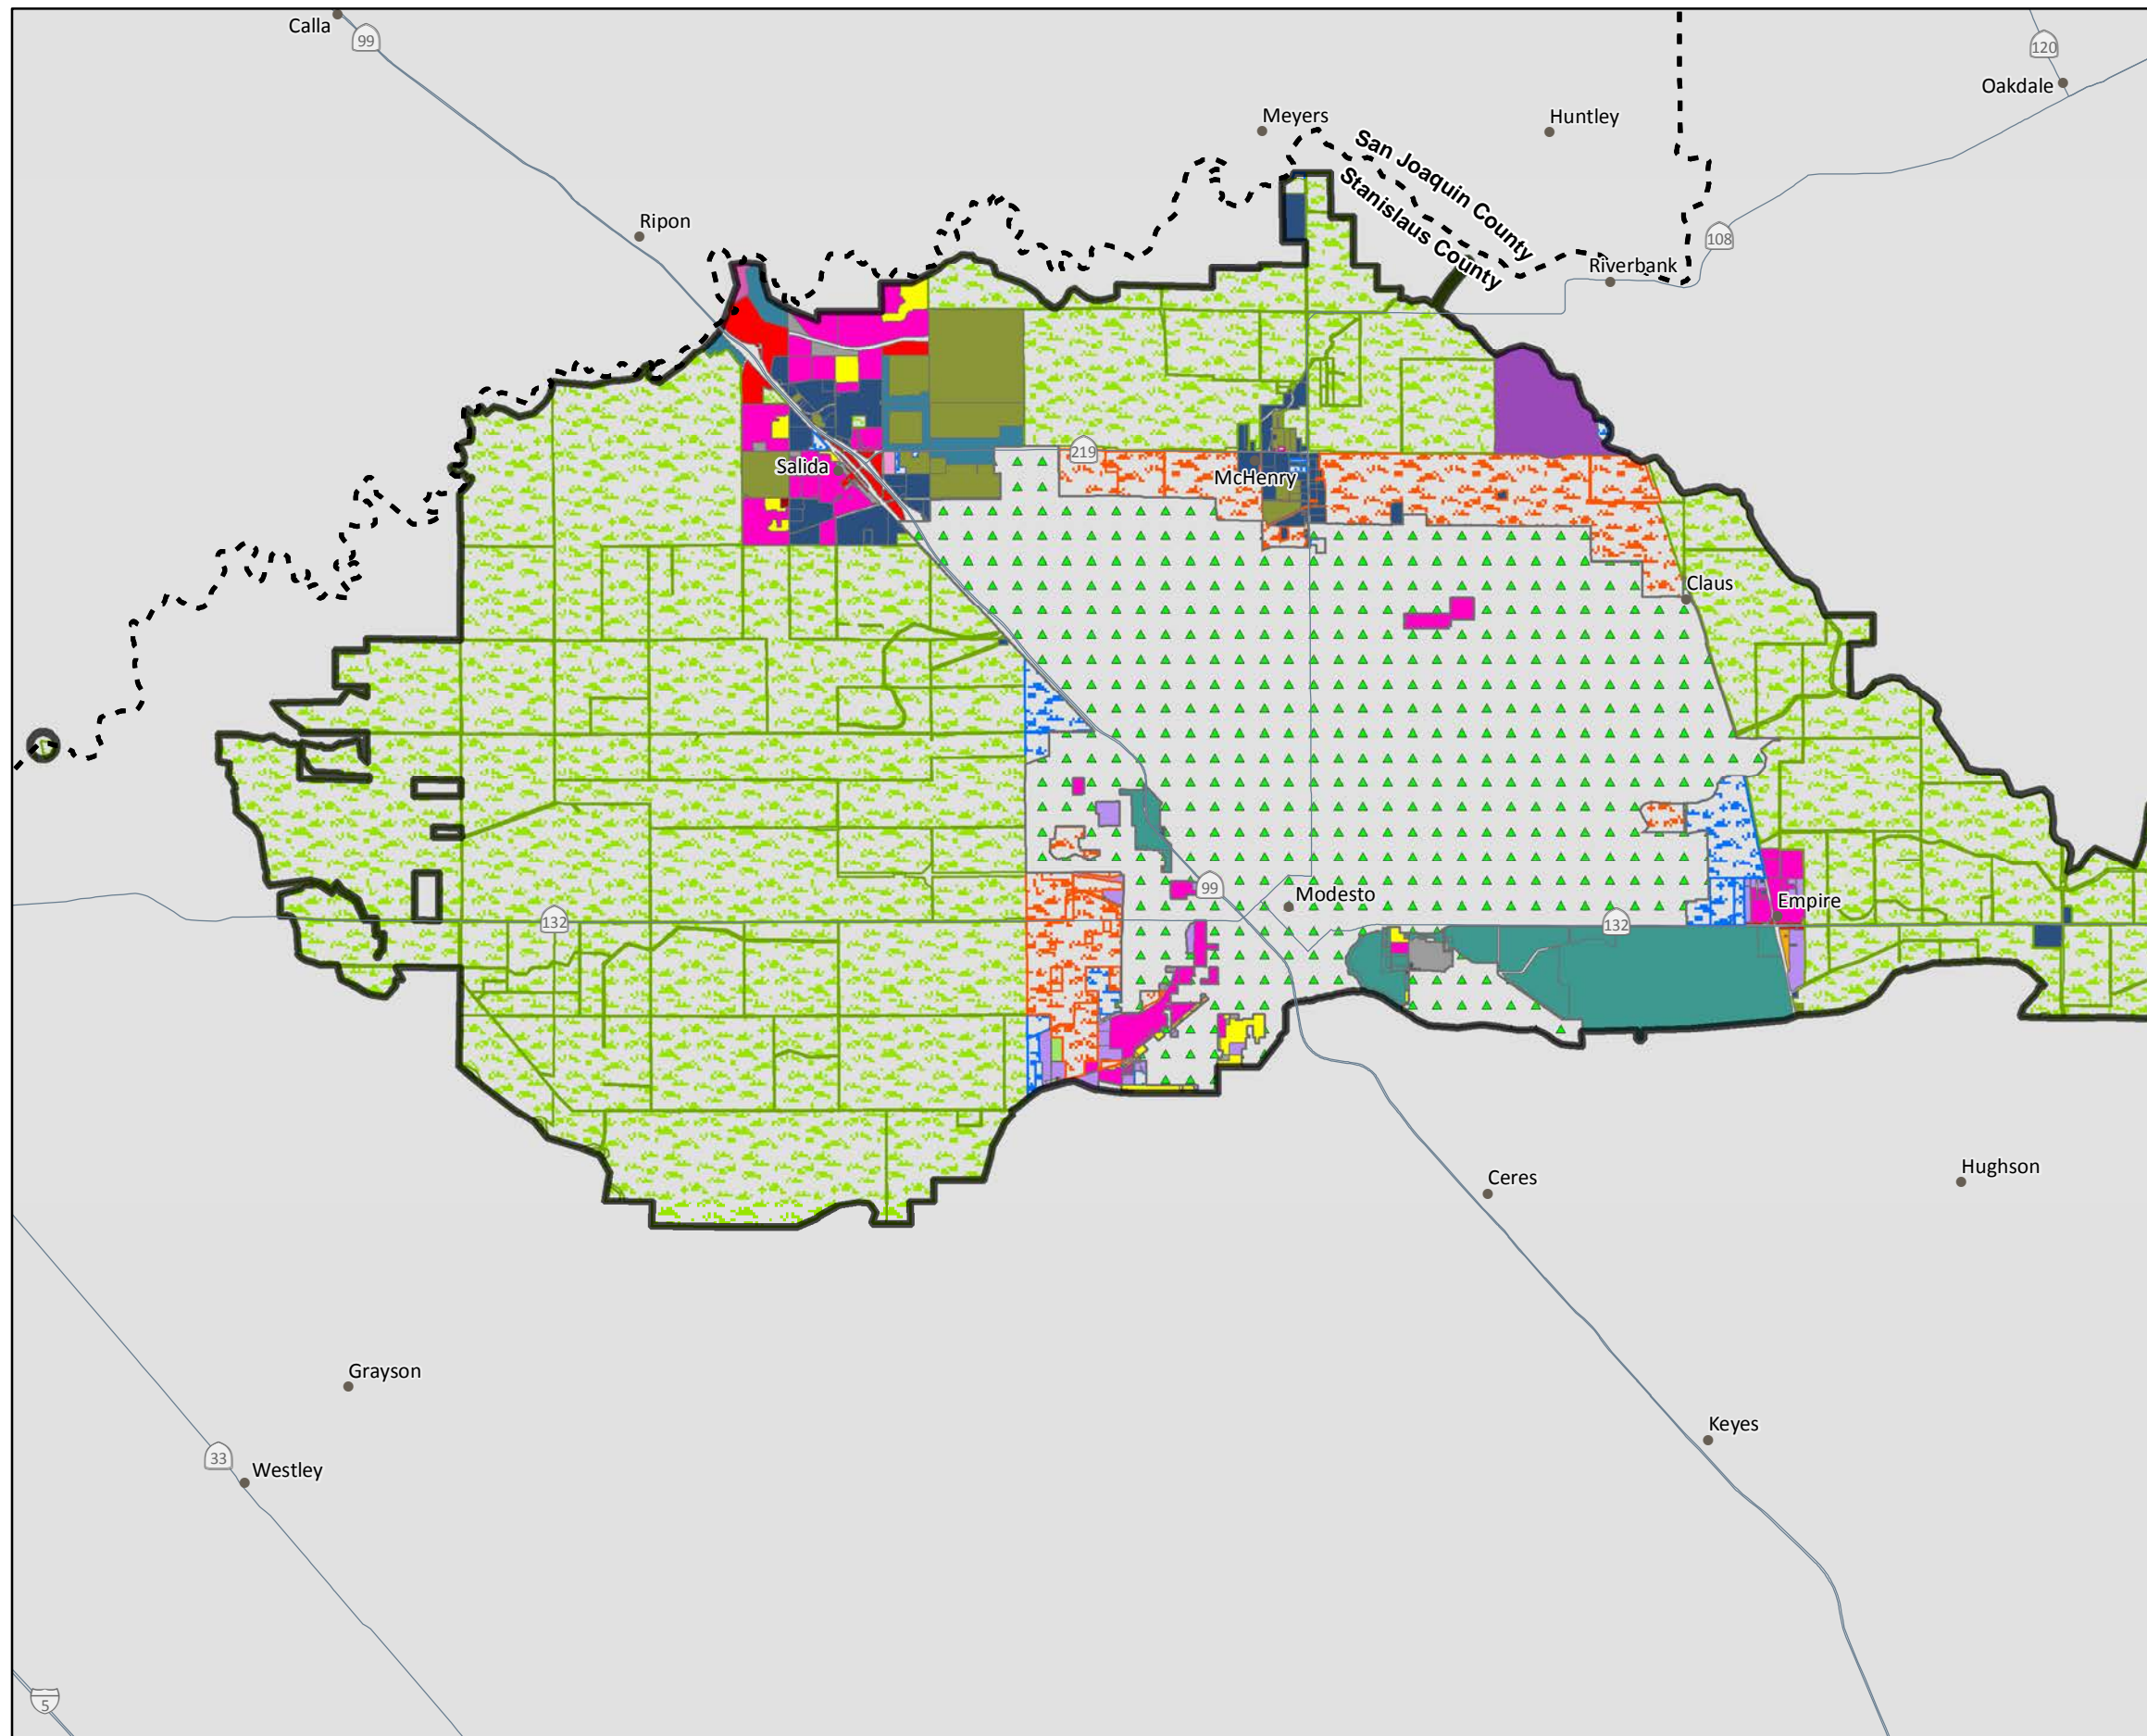 Calla
99
120
Oakdale
Meyers
Huntley
San Joaquin County
Stanislaus County
Ripon
108
Riverbank
219
Salida
McHenry
Claus
99
Modesto
Empire
132
132
Ceres
Hughson
Grayson
Keyes
33
Westley
5